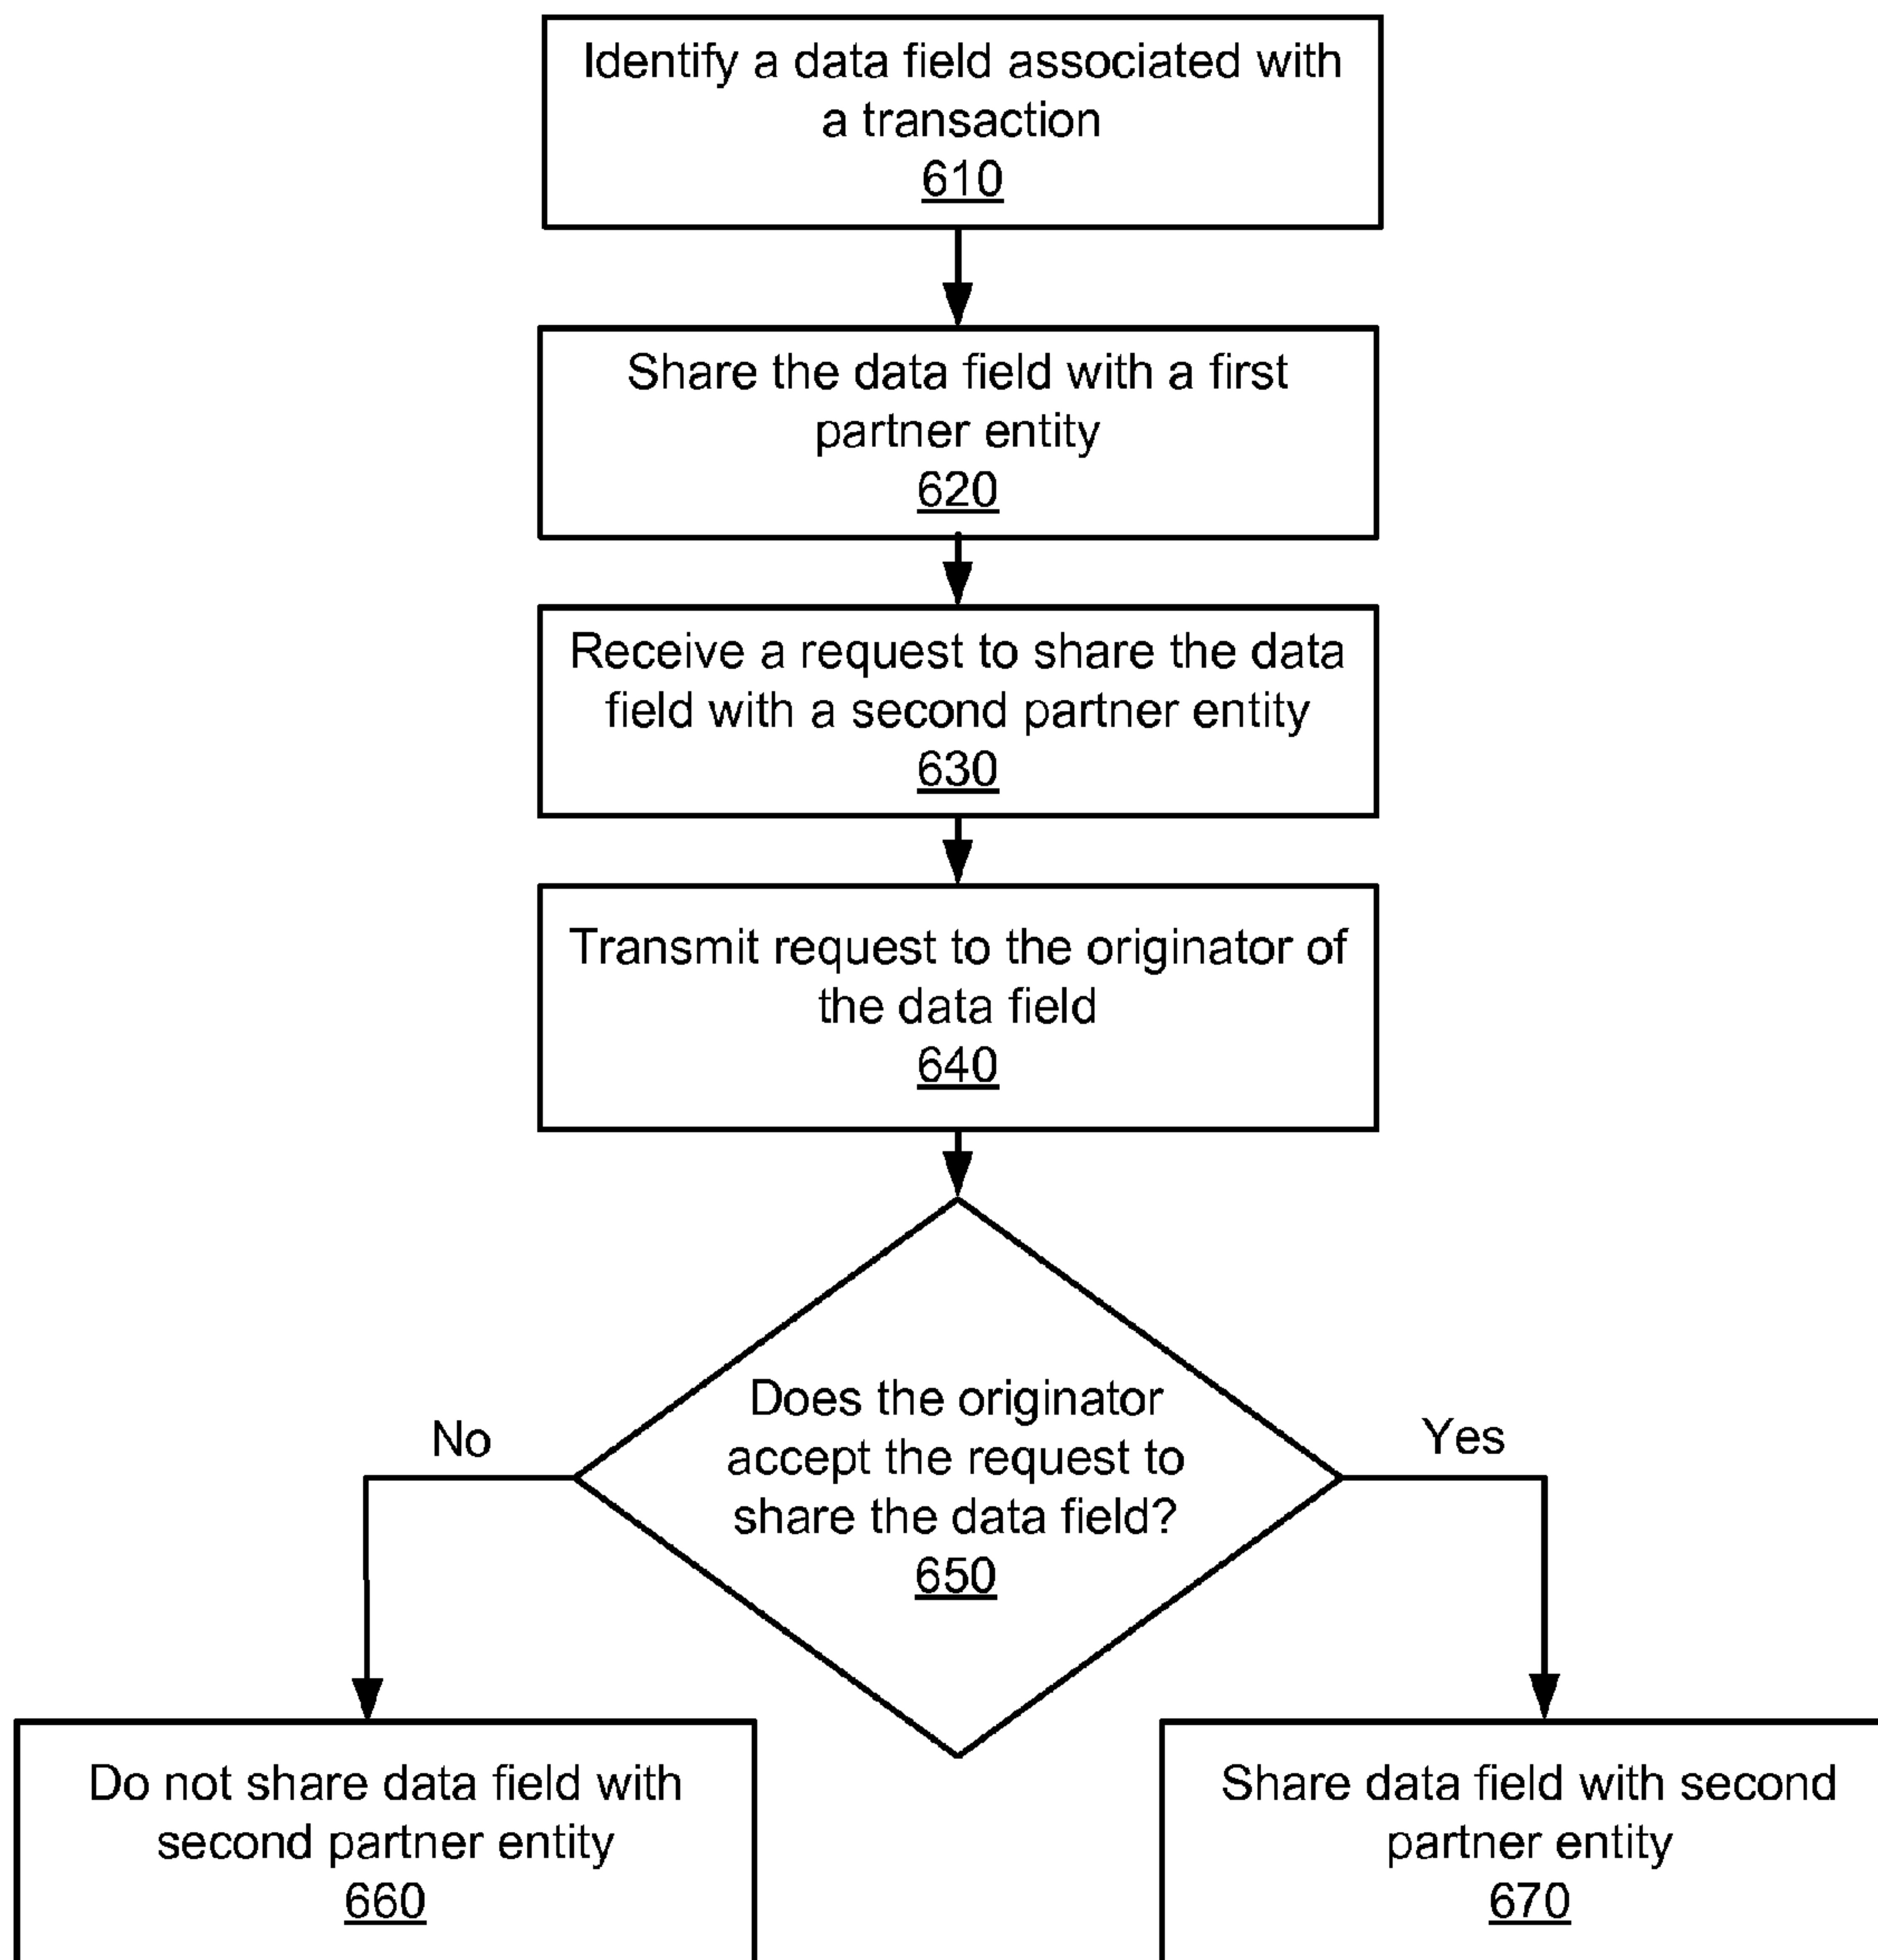 Identify a data field associated with
a transaction
610
Share the data field with a first
partner entity
620
Receive a request to share the data
field with a second partner entity
630
Transmit request to the originator of
the data field
640
Does the originator
accept the request to
share the data field?
650
No
Yes
Do not share data field with
second partner entity
660
Share data field with second
partner entity
670